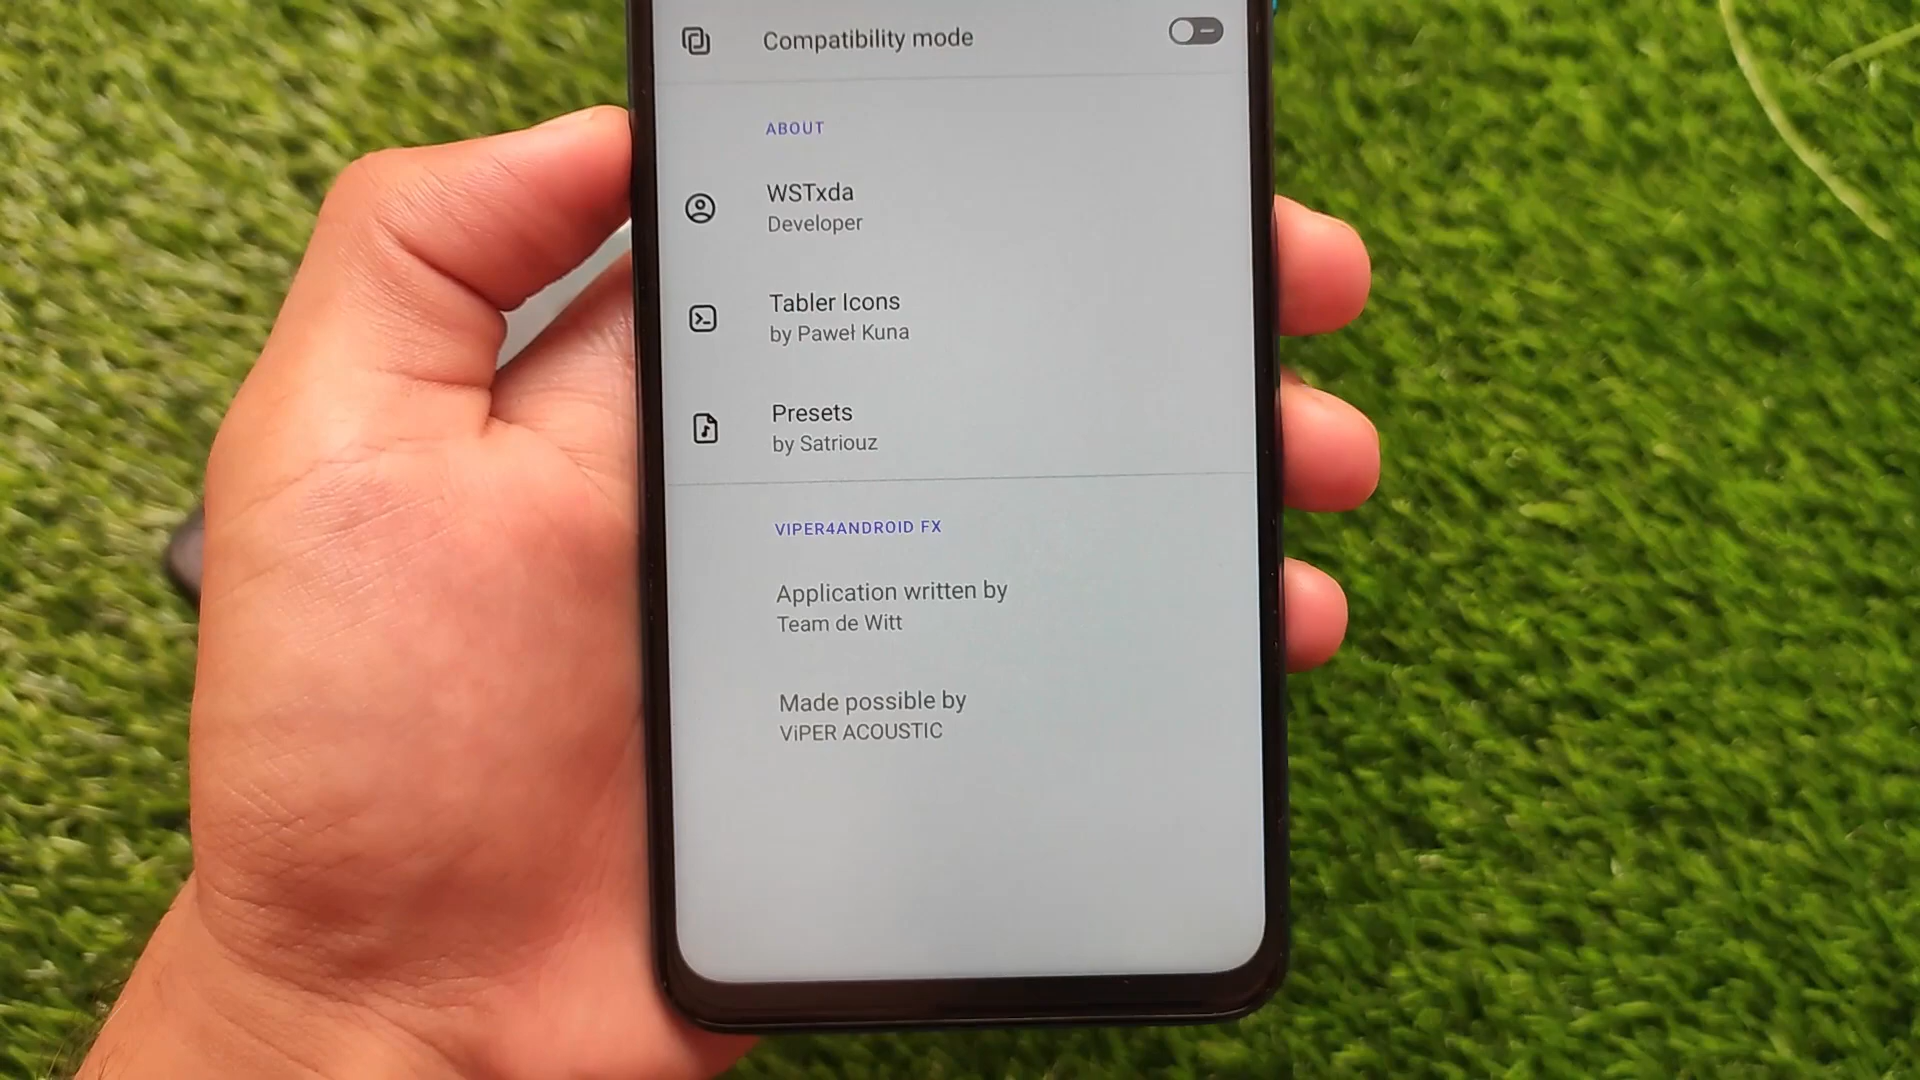 Compatibility mode
ABOUT
WSTxda
Developer
Tabler Icons
by Paweł Kuna
Presets
by Satriouz
VIPER4ANDROID FX
Application written by
Team de Witt
Made possible by
ViPER ACOUSTIC